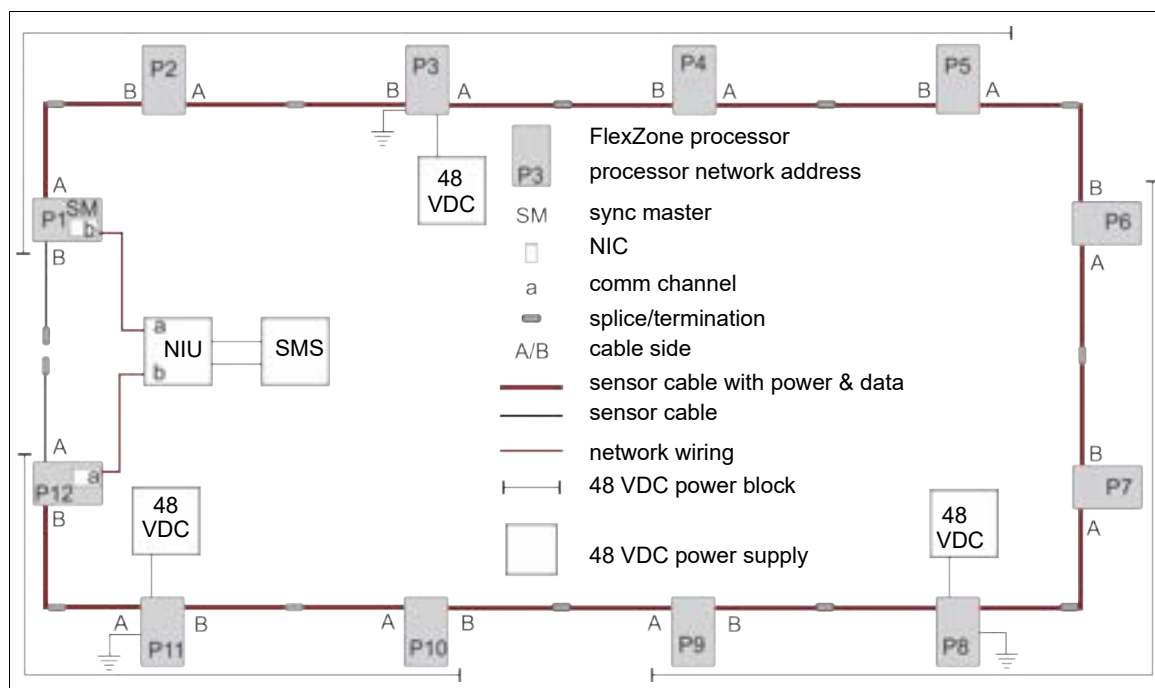 P2
P3
P4
P5
B
A
B
A
B
A
B
A
48
VDC
FlexZone processor
P3
processor network address
A
P1
SM
b
B
SM
sync master
B
P6
A
NIC
a
comm channel
splice/termination
a
NIU
SMS
b
A/B
cable side
sensor cable with power & data
sensor cable
A
network wiring
B
P12
a
B
48 VDC power block
P7
A
48
VDC
48
VDC
48 VDC power supply
A
B
A
B
A
B
P11
P10
P9
P8